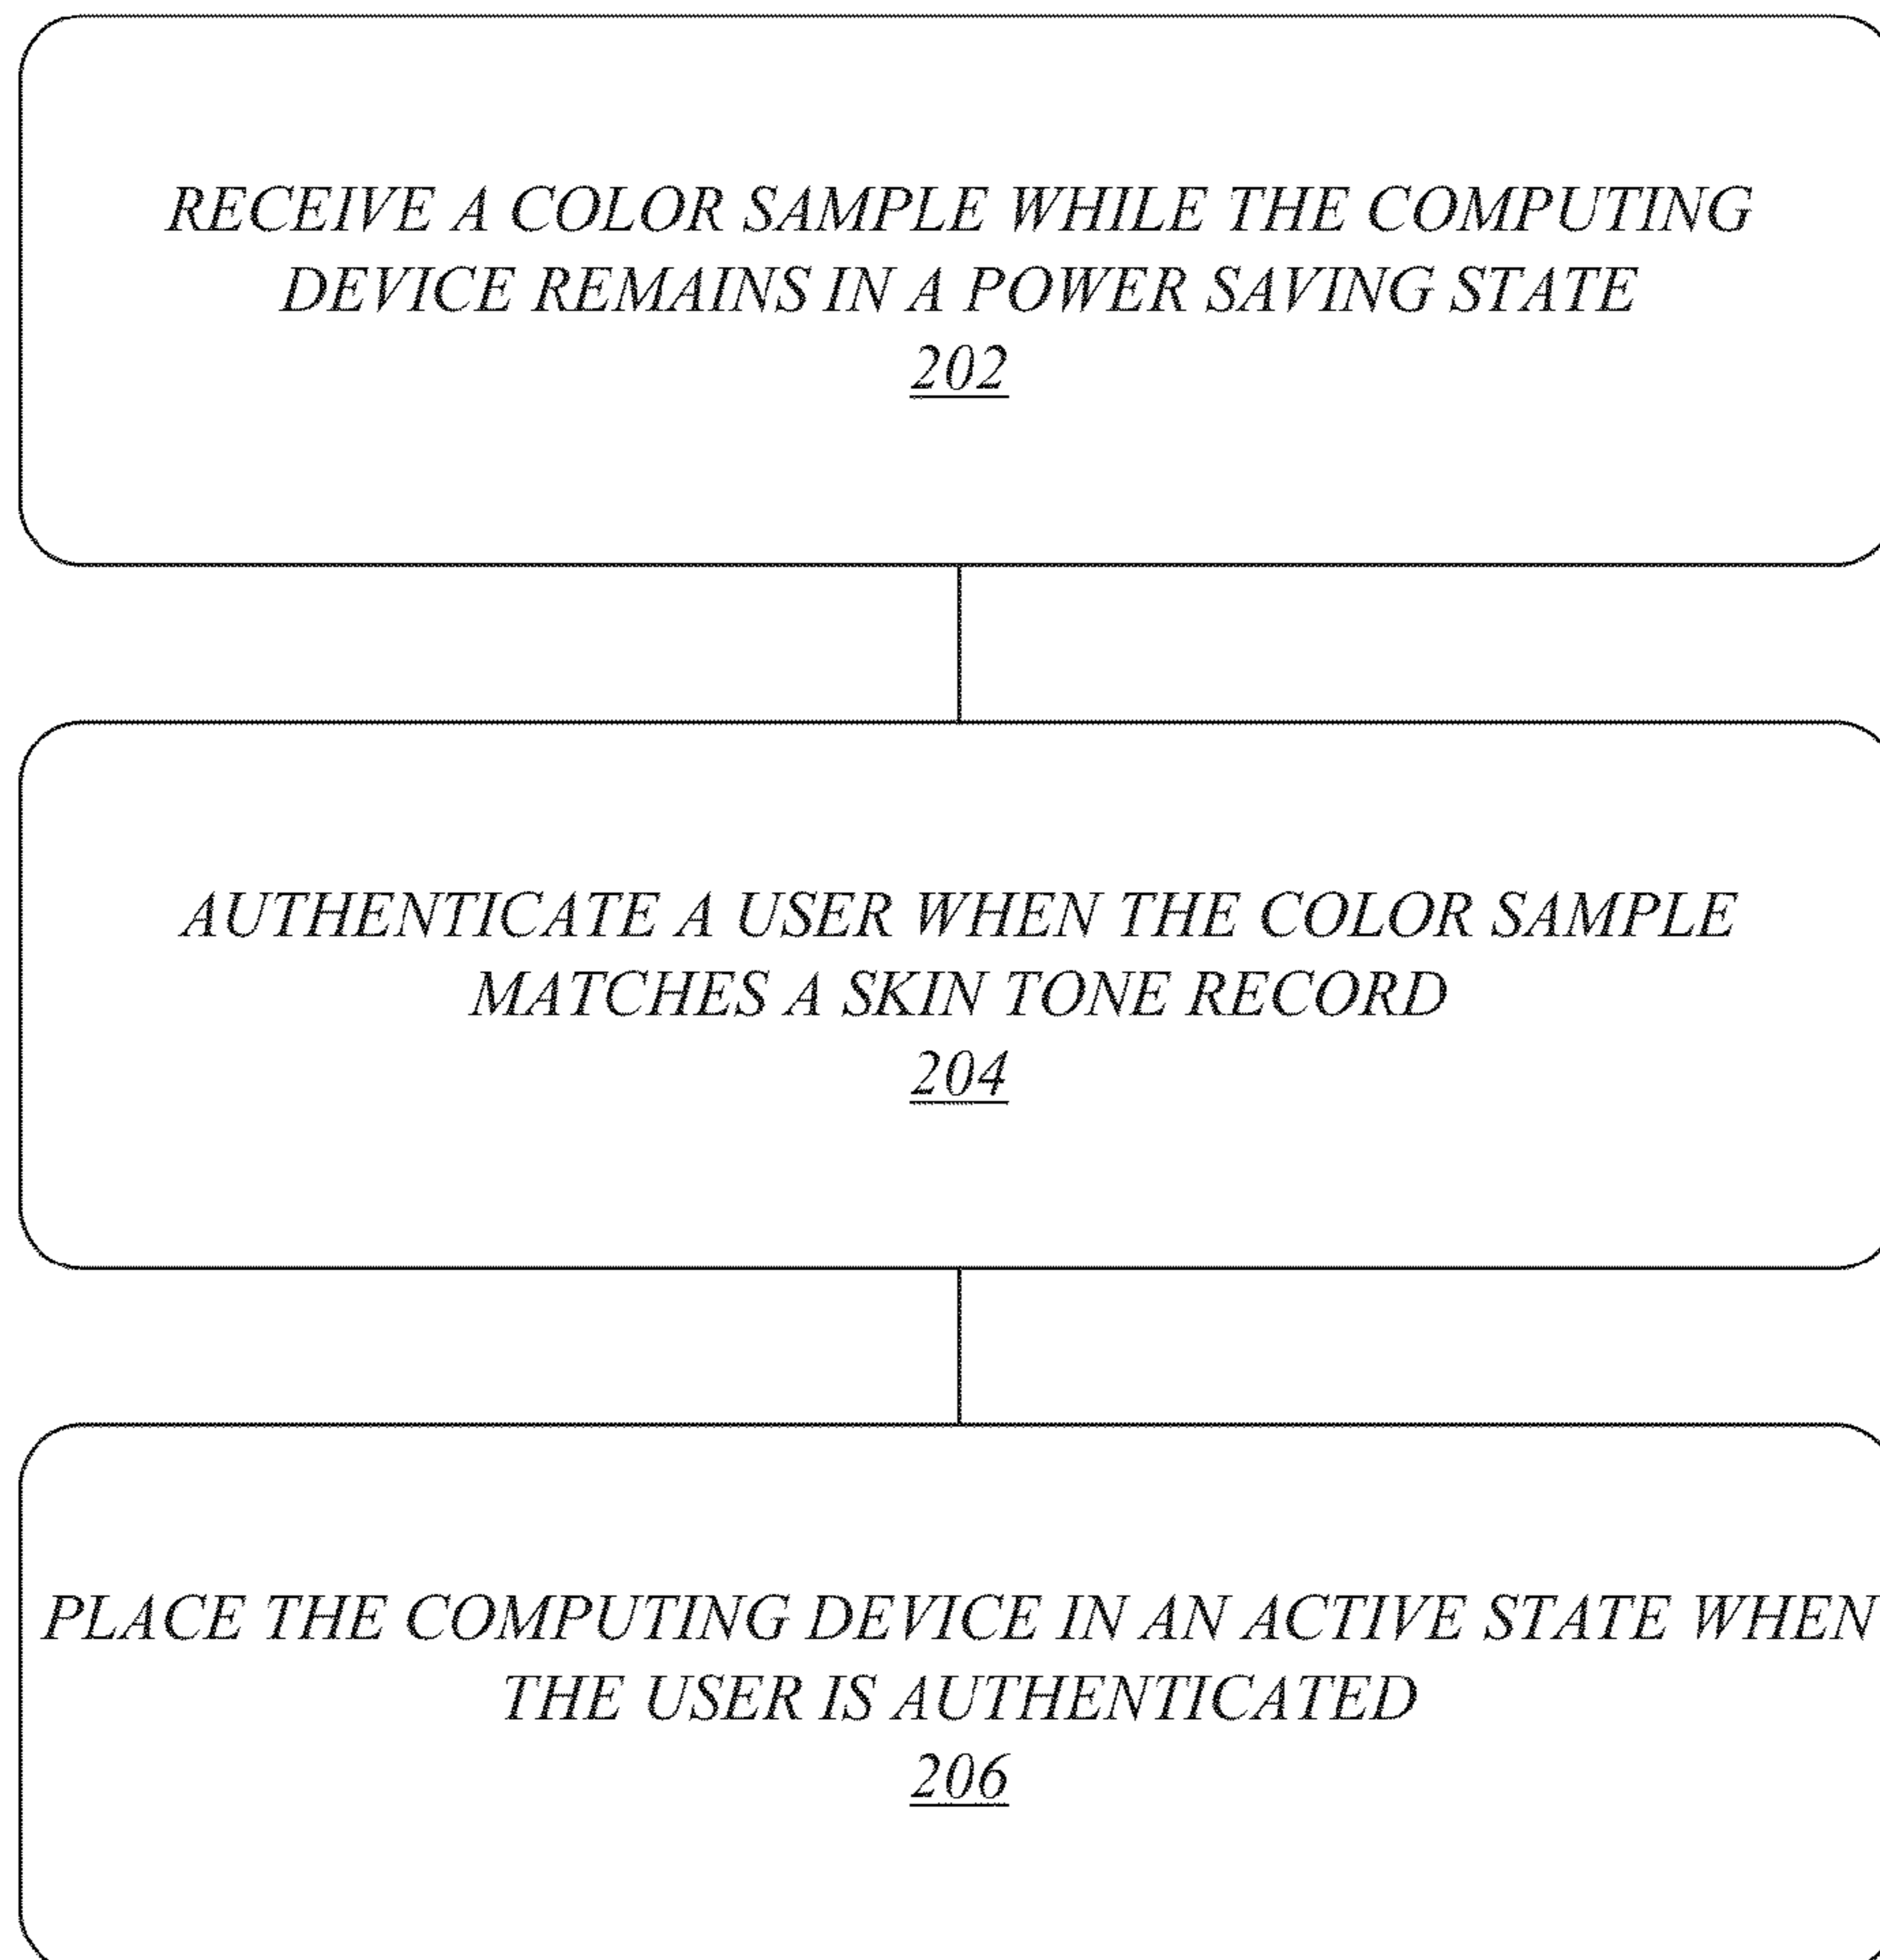 RECEIVE A COLOR SAMPLE WHILE THE COMPUTING
DEVICE REMAINS IN A POWER SAVING STATE
202
AUTHENTICATE A USER WHEN THE COLOR SAMPLE
MATCHES A SKIN TONE RECORD
204
PLACE THE COMPUTING DEVICE IN AN ACTIVE STATE WHEN
THE USER IS AUTHENTICATED
206